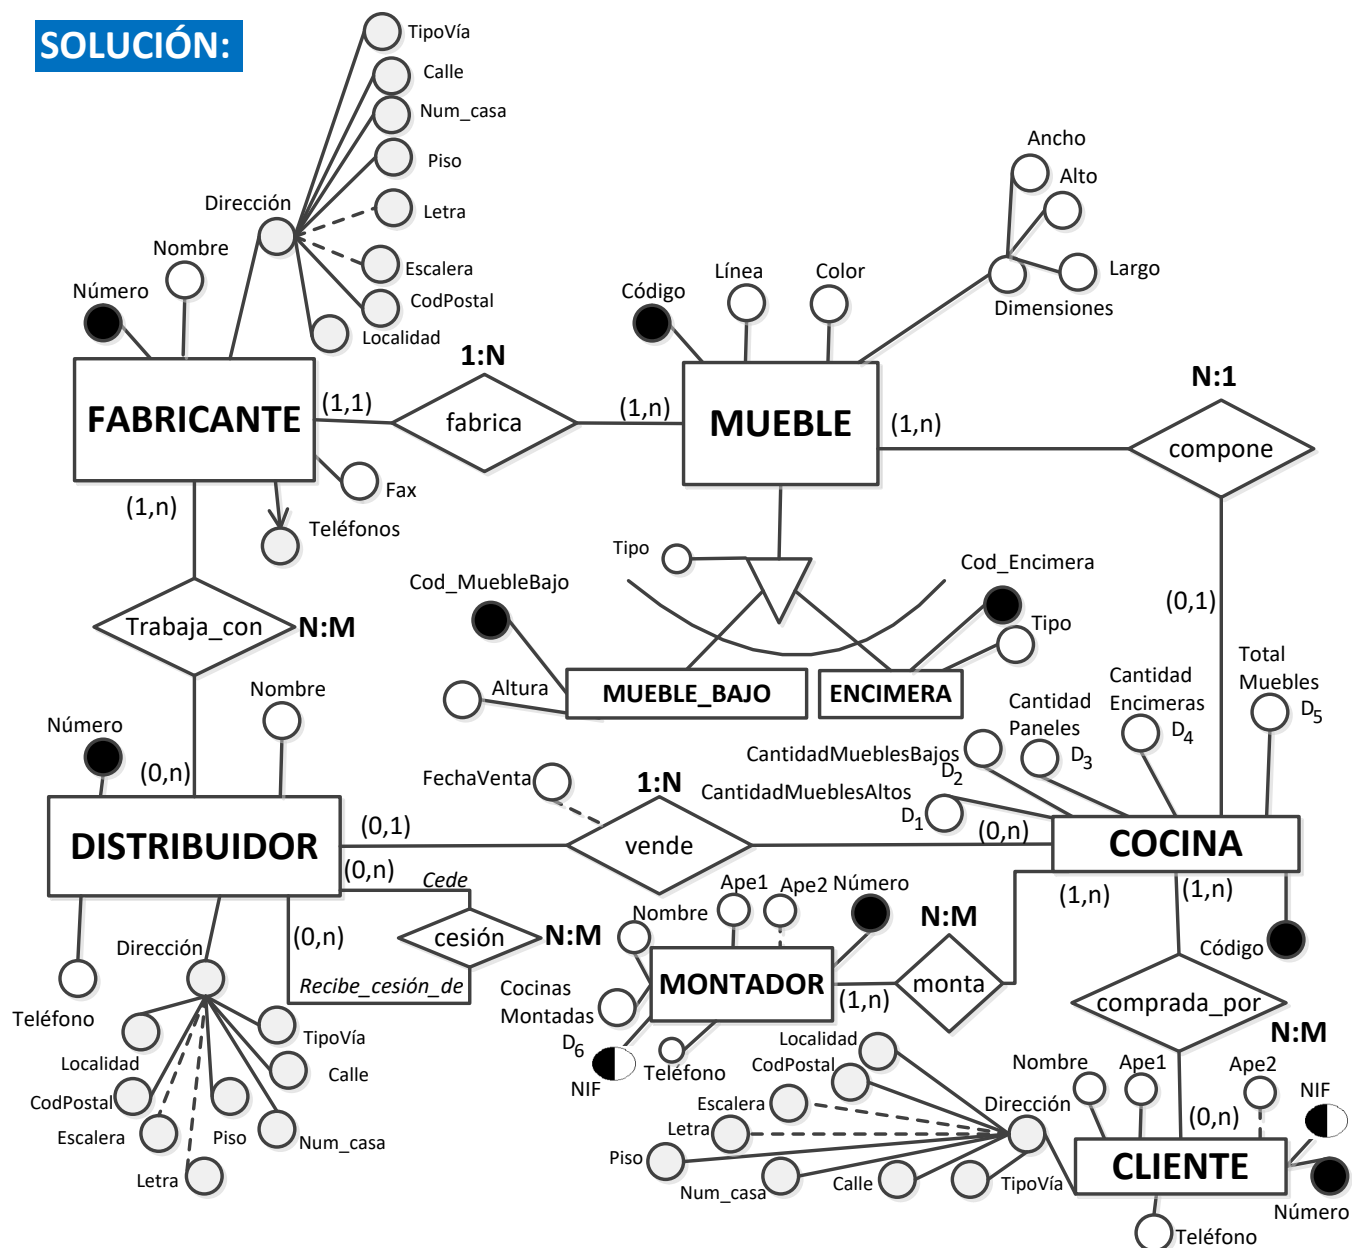 SOLUCIÓN:
TipoVía
Calle
Num_casa
Piso
Letra
Escalera
CodPostal
Localidad
Dirección
Nombre
Número
FABRICANTE
(1,1)
1:N
fabrica
(1,n)
Fax
Teléfonos
(1,n)
Ancho
Alto
Largo
Dimensiones
Línea
Color
Código
MUEBLE
(1,n)
N:1
compone
(0,1)
Tipo
Cod_MuebleBajo
Altura
MUEBLE_BAJO
Cod_Encimera
Tipo
ENCIMERA
Trabaja_con
N:M
(0,n)
Nombre
Número
DISTRIBUIDOR
(0,1)
FechaVenta
1:N
vende
(0,n)
CantidadMueblesAltos
D1
CantidadMueblesBajos
D2
Cantidad
Paneles
D3
Cantidad
Encimeras
D4
Total
Muebles
D5
COCINA
Código
(0,n)
Cede
cesión
N:M
(0,n)
Recibe_cesión_de
Teléfono
Dirección
Localidad
CodPostal
Escalera
Letra
Piso
Num_casa
Calle
TipoVía
Nombre
Ape1
Ape2
Número
MONTADOR
Cocinas
Montadas
D6
NIF
Teléfono
(1,n)
N:M
monta
(1,n)
(1,n)
comprada_por
N:M
(0,n)
Localidad
CodPostal
Escalera
Letra
Piso
Num_casa
Calle
TipoVía
Dirección
Nombre
Ape1
Ape2
NIF
CLIENTE
Número
Teléfono